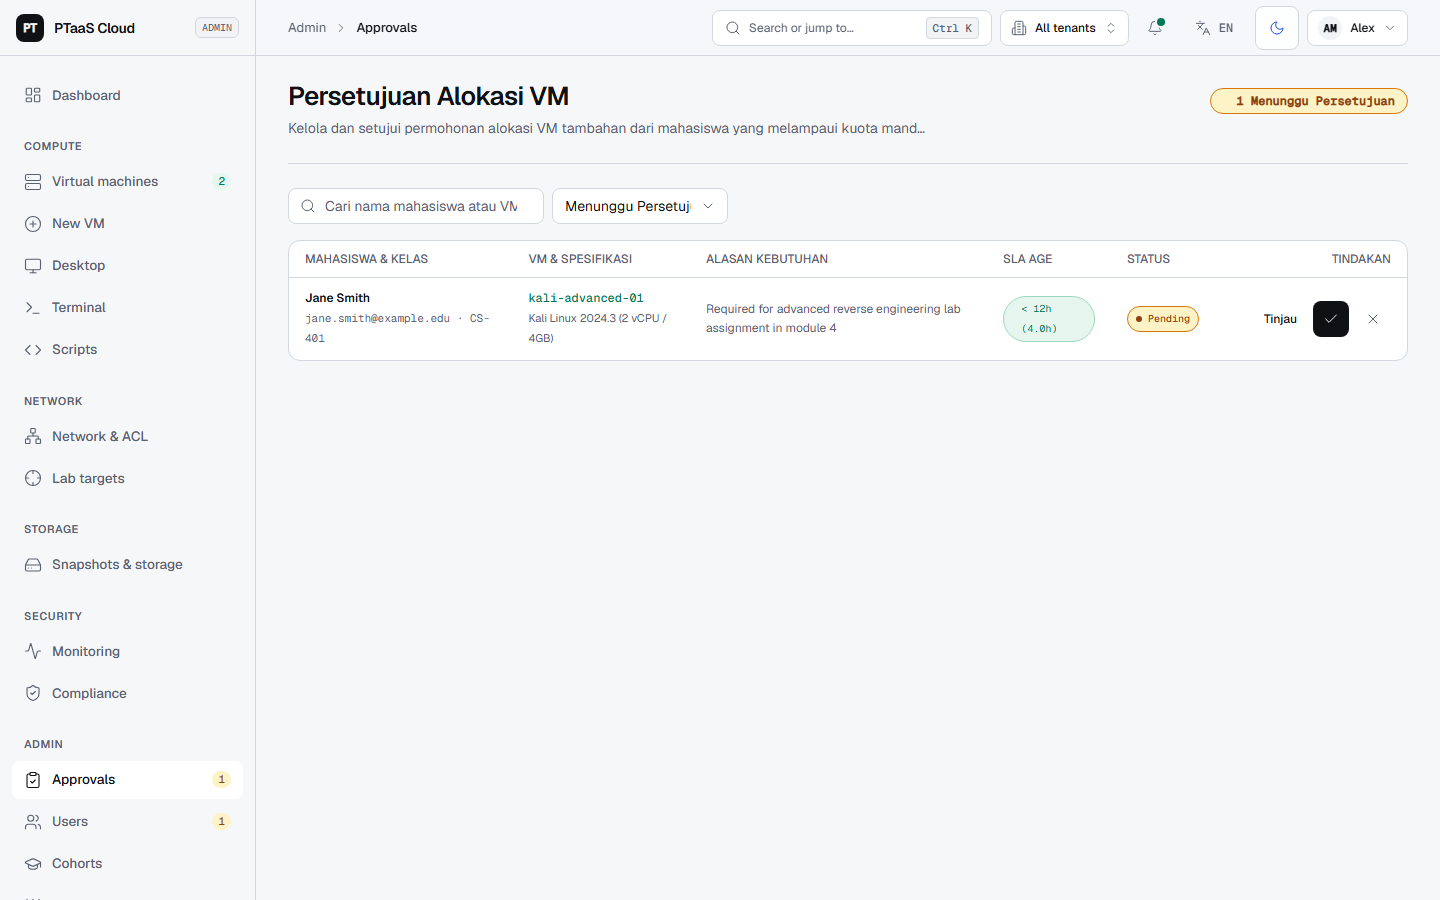 PT PTaaS Cloud ADMIN
Admin > Approvals
Search or jump to... Ctrl K
All tenants
EN
AM Alex
Dashboard
COMPUTE
Virtual machines 2
New VM
Desktop
Terminal
Scripts
NETWORK
Network & ACL
Lab targets
STORAGE
Snapshots & storage
SECURITY
Monitoring
Compliance
ADMIN
Approvals 1
Users 1
Cohorts
Persetujuan Alokasi VM
1 Menunggu Persetujuan
Kelola dan setujui permohonan alokasi VM tambahan dari mahasiswa yang melampaui kuota mand...
Cari nama mahasiswa atau VM
Menunggu Persetuj
MAHASISWA & KELAS VM & SPESIFIKASI ALASAN KEBUTUHAN SLA AGE STATUS TINDAKAN
Jane Smith
jane.smith@example.edu · CS-
401
kali-advanced-01
Kali Linux 2024.3 (2 vCPU /
4GB)
Required for advanced reverse engineering lab
assignment in module 4
< 12h
(4.0h)
Pending
Tinjau